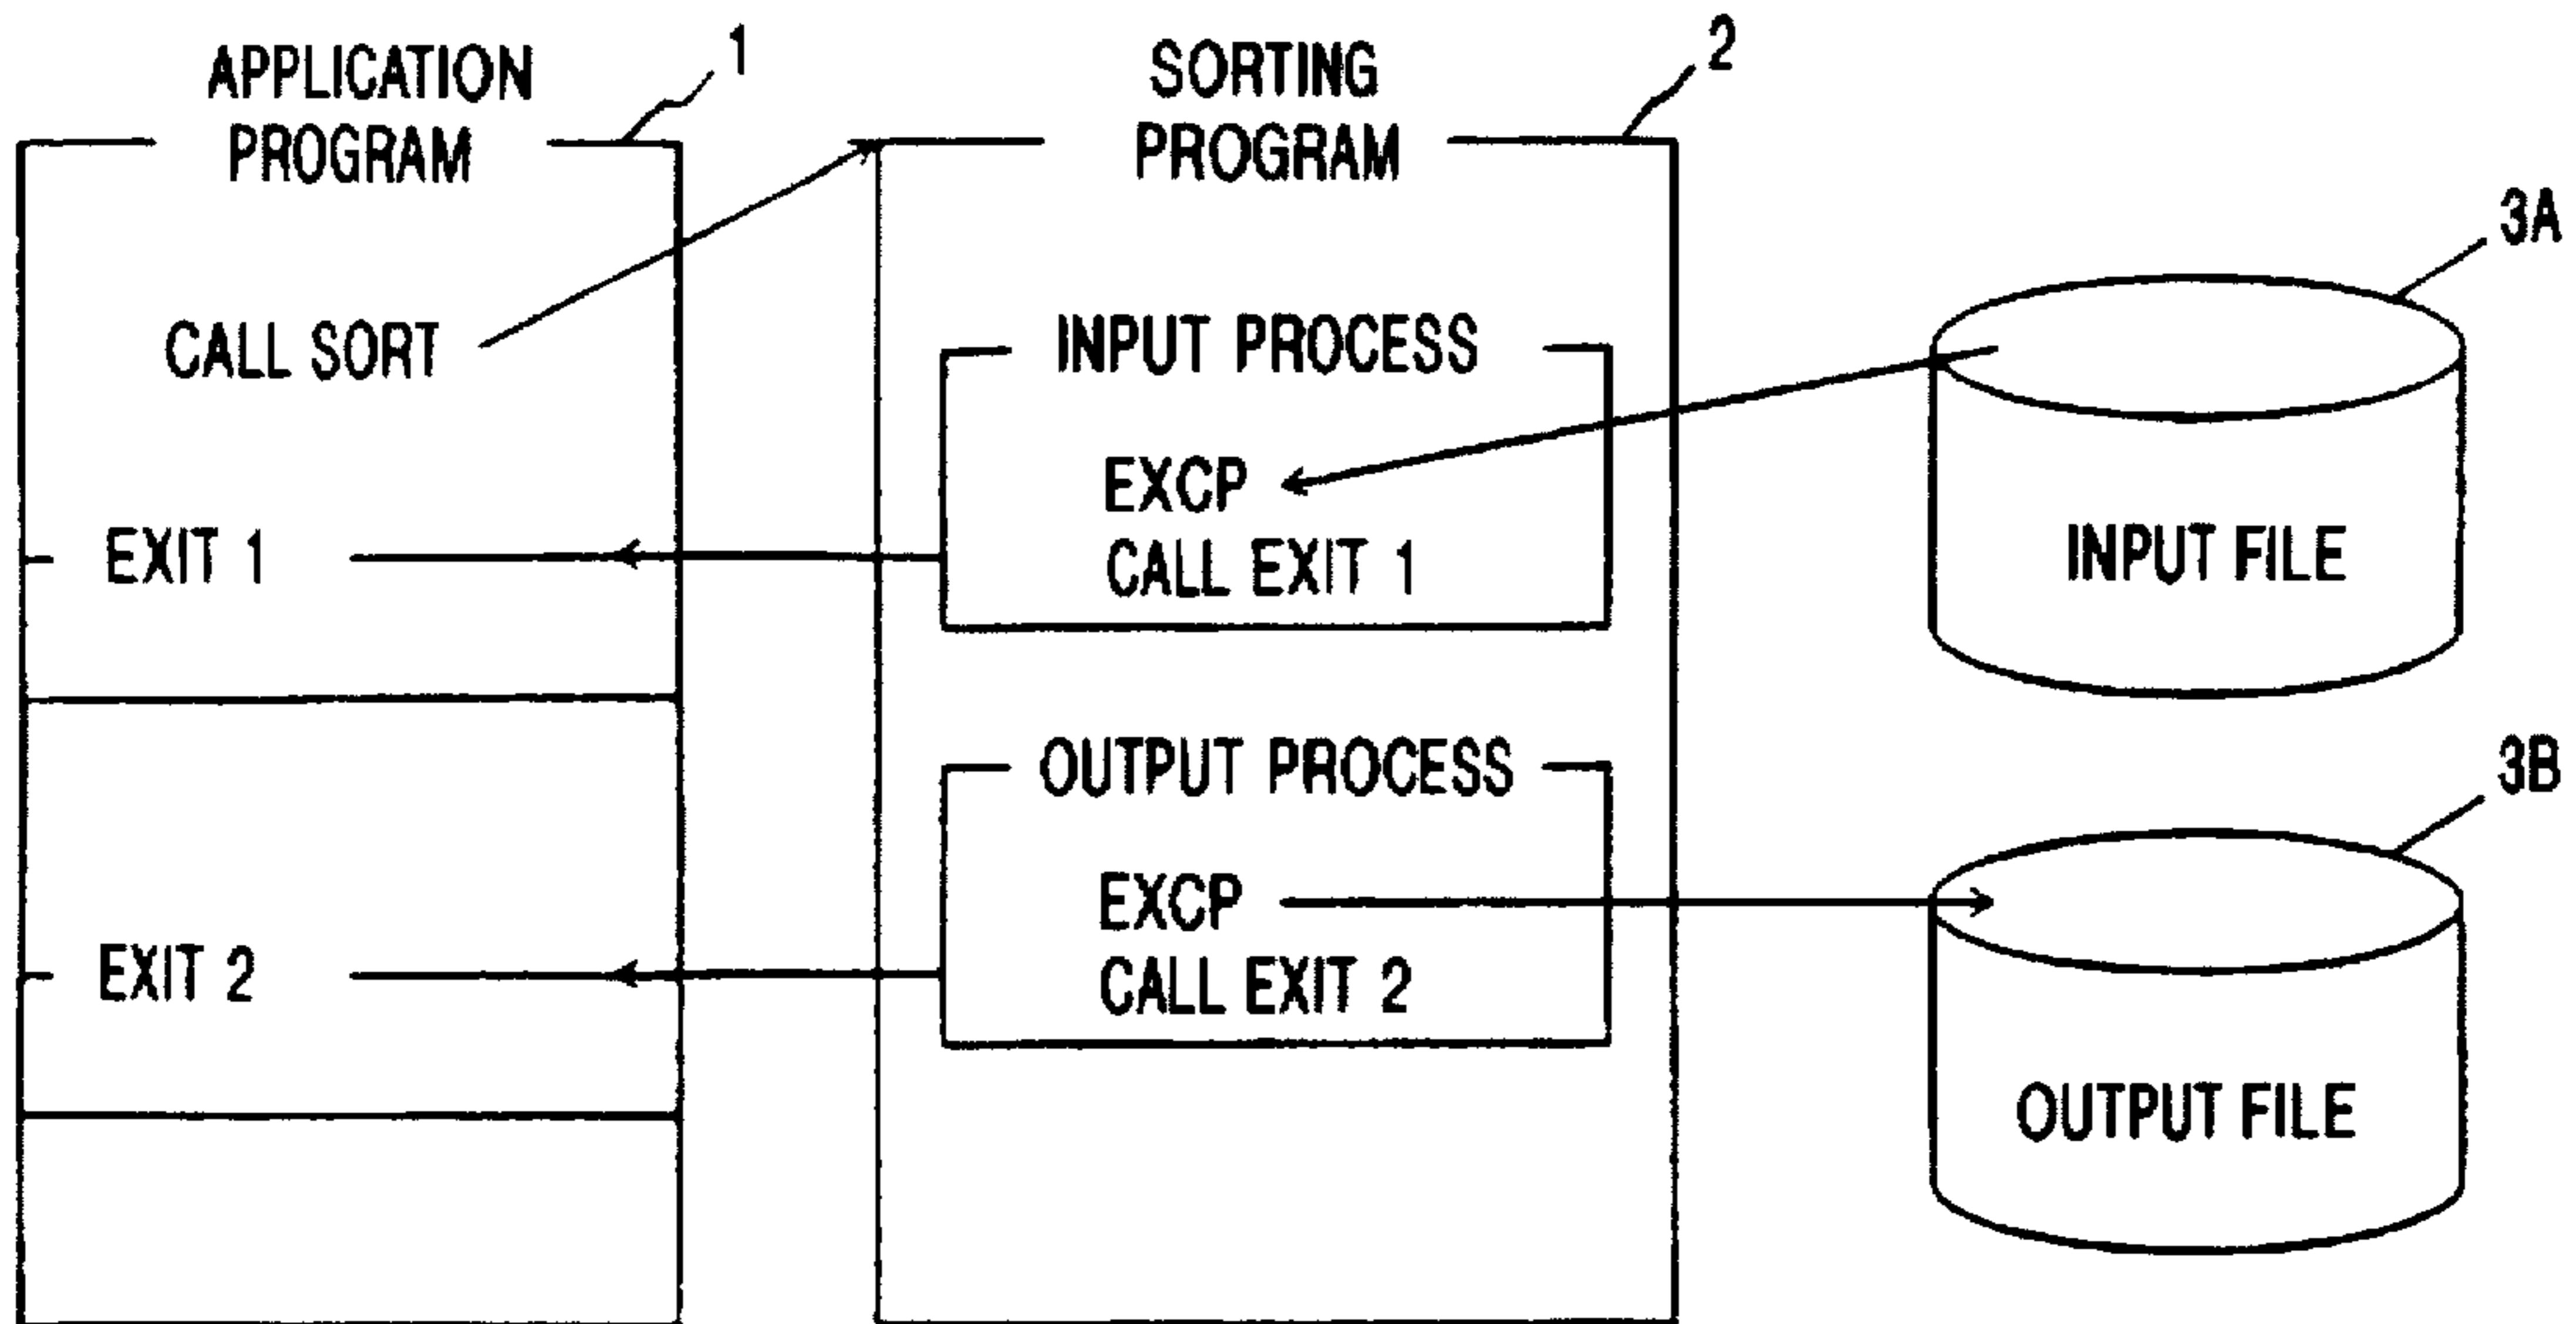 APPLICATION
PROGRAM
1
CALL SORT
EXIT 1
EXIT 2
SORTING
PROGRAM
2
INPUT PROCESS
EXCP
CALL EXIT 1
OUTPUT PROCESS
EXCP
CALL EXIT 2
3A
INPUT FILE
3B
OUTPUT FILE